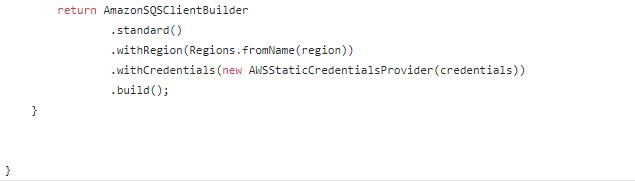 return AmazonSQSClientBuilder
.standard()
.withRegion(Regions.fromName(region))
.withCredentials(new AWSStaticCredentialsProvider(credentials))
.build();
}
}